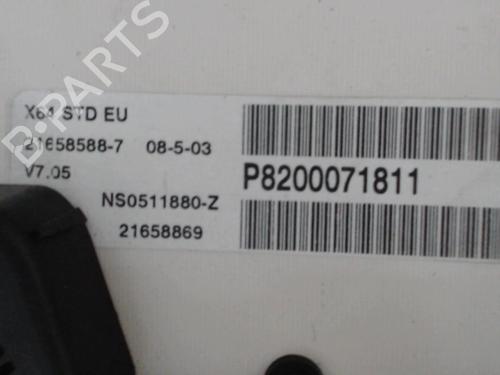 X64 STD EU
21658588-7 08-5-03
V7.05
NS0511880-Z
21658869
P8200071811
B-PARTS